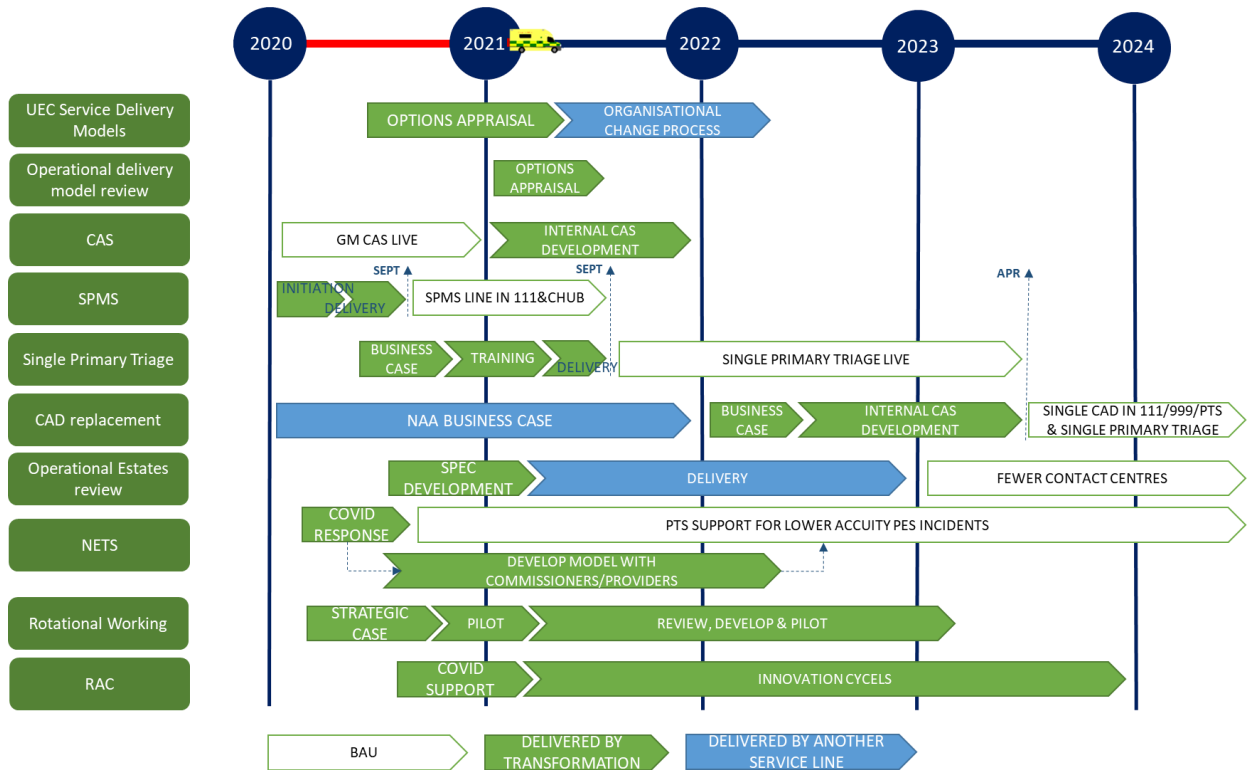 2020
2021
2022
2023
2024
UEC Service Delivery
Models
OPTIONS APPRAISAL
ORGANISATIONAL
CHANGE PROCESS
Operational delivery
model review
OPTIONS
APPRAISAL
CAS
GM CAS LIVE
INTERNAL CAS
DEVELOPMENT
SEPT
SEPT
APR
SPMS
INITIATION
DELIVERY
SPMS LINE IN 111&CHUB
Single Primary Triage
BUSINESS
CASE
TRAINING
DELIVERY
SINGLE PRIMARY TRIAGE LIVE
CAD replacement
NAA BUSINESS CASE
BUSINESS
CASE
INTERNAL CAS
DEVELOPMENT
SINGLE CAD IN 111/999/PTS
& SINGLE PRIMARY TRIAGE
Operational Estates
review
SPEC
DEVELOPMENT
DELIVERY
FEWER CONTACT CENTRES
NETS
COVID
RESPONSE
PTS SUPPORT FOR LOWER ACCUITY PES INCIDENTS
DEVELOP MODEL WITH
COMMISSIONERS/PROVIDERS
Rotational Working
STRATEGIC
CASE
PILOT
REVIEW, DEVELOP & PILOT
RAC
COVID
SUPPORT
INNOVATION CYCELS
BAU
DELIVERED BY
TRANSFORMATION
DELIVERED BY ANOTHER
SERVICE LINE